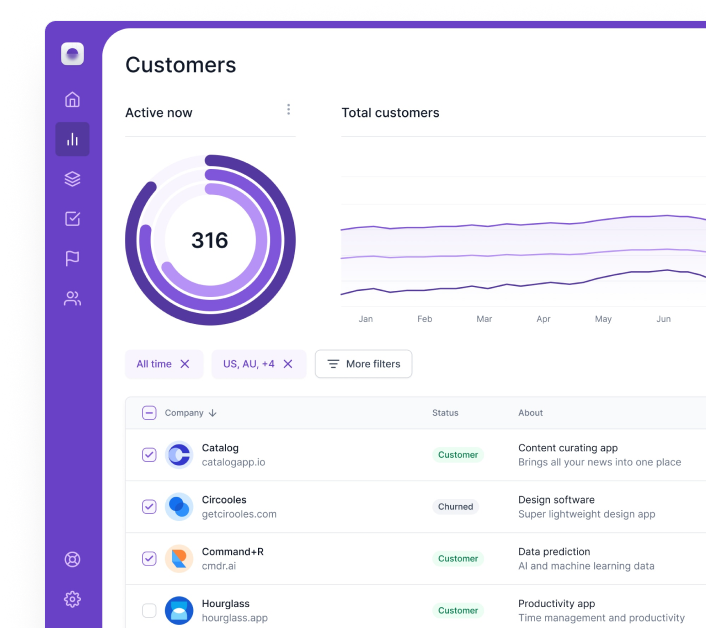 Customers
Active now
Total customers
316
Jan Feb Mar Apr May Jun
All time US, AU, +4 More filters
Company Status About
Catalog
catalogapp.io
Customer
Content curating app
Brings all your news into one place
Circooles
getcirooles.com
Churned
Design software
Super lightweight design app
Command+R
cmdr.ai
Customer
Data prediction
AI and machine learning data
Hourglass
hourglass.app
Customer
Productivity app
Time management and productivity